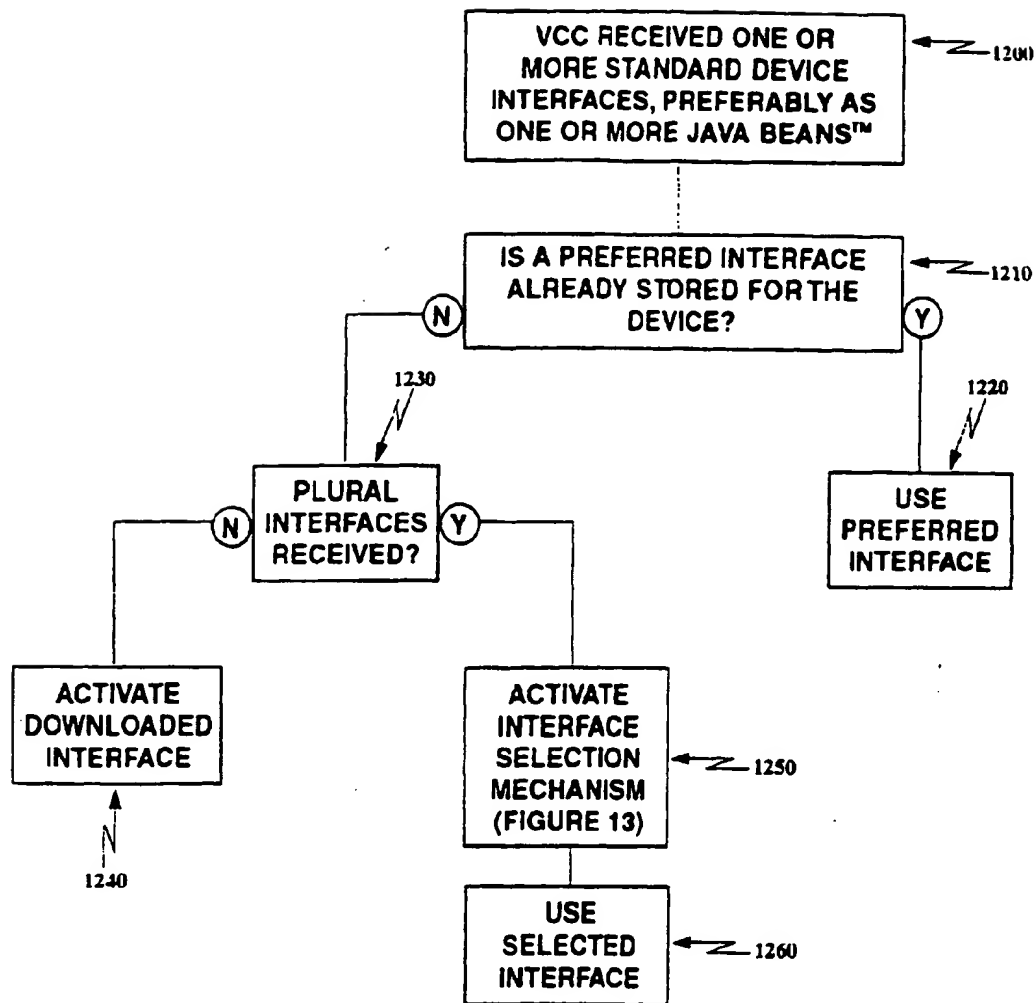 VCC RECEIVED ONE OR
MORE STANDARD DEVICE
INTERFACES, PREFERABLY AS
ONE OR MORE JAVA BEANS™
1200
IS A PREFERRED INTERFACE
ALREADY STORED FOR THE
DEVICE?
1210
N
Y
1230
1220
PLURAL
INTERFACES
RECEIVED?
N
Y
USE
PREFERRED
INTERFACE
ACTIVATE
DOWNLOADED
INTERFACE
1240
ACTIVATE
INTERFACE
SELECTION
MECHANISM
(FIGURE 13)
1250
USE
SELECTED
INTERFACE
1260